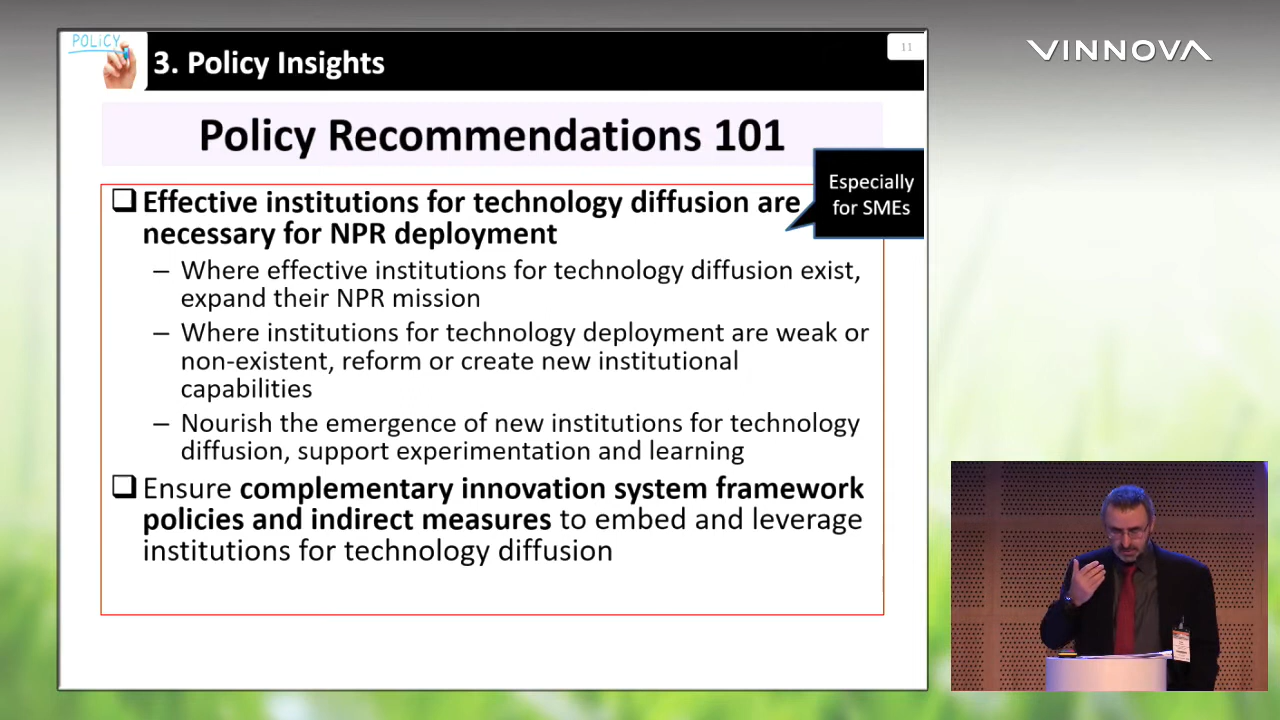 POLiCY
3. Policy Insights
11
VINNOVA
Policy Recommendations 101
Especially
for SMEs
❑ Effective institutions for technology diffusion are
necessary for NPR deployment
– Where effective institutions for technology diffusion exist,
expand their NPR mission
– Where institutions for technology deployment are weak or
non-existent, reform or create new institutional
capabilities
– Nourish the emergence of new institutions for technology
diffusion, support experimentation and learning
❑ Ensure complementary innovation system framework
policies and indirect measures to embed and leverage
institutions for technology diffusion